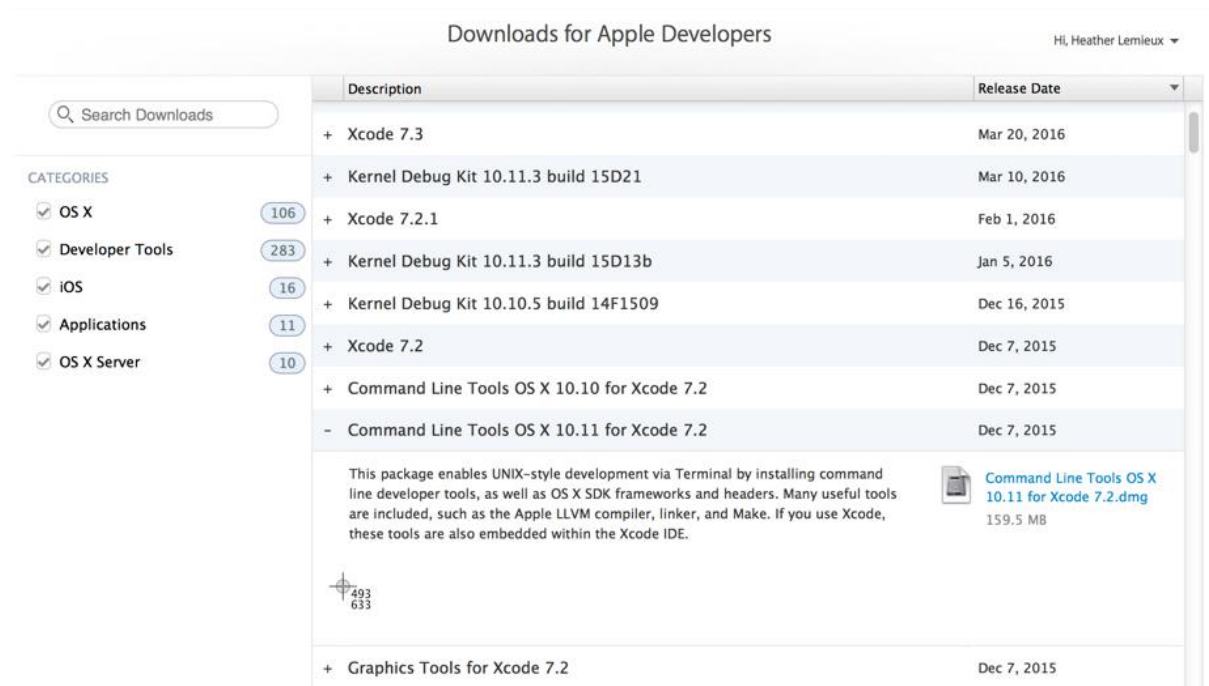 Downloads for Apple Developers
Hi, Heather Lemieux
Search Downloads
CATEGORIES
OS X 106
Developer Tools 283
iOS 16
Applications 11
OS X Server 10
Description Release Date
+ Xcode 7.3 Mar 20, 2016
+ Kernel Debug Kit 10.11.3 build 15D21 Mar 10, 2016
+ Xcode 7.2.1 Feb 1, 2016
+ Kernel Debug Kit 10.11.3 build 15D13b Jan 5, 2016
+ Kernel Debug Kit 10.10.5 build 14F1509 Dec 16, 2015
+ Xcode 7.2 Dec 7, 2015
+ Command Line Tools OS X 10.10 for Xcode 7.2 Dec 7, 2015
– Command Line Tools OS X 10.11 for Xcode 7.2 Dec 7, 2015
This package enables UNIX-style development via Terminal by installing command
line developer tools, as well as OS X SDK frameworks and headers. Many useful tools
are included, such as the Apple LLVM compiler, linker, and Make. If you use Xcode,
these tools are also embedded within the Xcode IDE.
Command Line Tools OS X
10.11 for Xcode 7.2.dmg
159.5 MB
493
633
+ Graphics Tools for Xcode 7.2 Dec 7, 2015